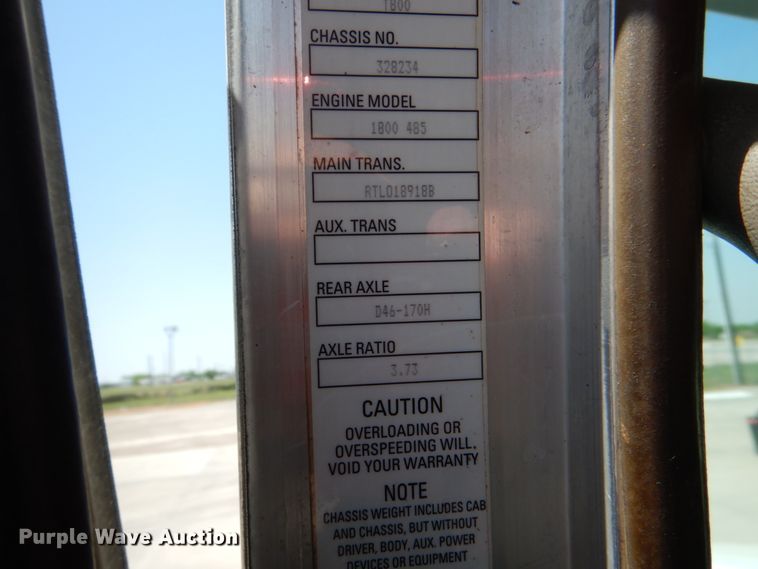 T800
CHASSIS NO.
328234
ENGINE MODEL
1800 485
MAIN TRANS.
RTLO18918B
AUX. TRANS
REAR AXLE
D46-170H
AXLE RATIO
3.73
CAUTION
OVERLOADING OR
OVERSPEEDING WILL
VOID YOUR WARRANTY
NOTE
CHASSIS WEIGHT INCLUDES CAB
AND CHASSIS, BUT WITHOUT
DRIVER, BODY, AUX. POWER
DEVICES OR EQUIPMENT
Purple Wave Auction